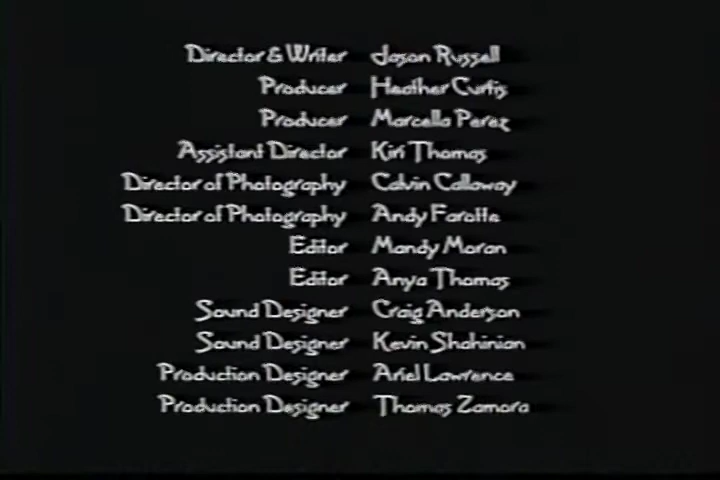 Director & Writer Jason Russell
Producer Heather Curtis
Producer Marcella Perez
Assistant Director Kiri Thomas
Director of Photography Calvin Callaway
Director of Photography Andy Farotte
Editor Mandy Moran
Editor Anya Thomas
Sound Designer Craig Anderson
Sound Designer Kevin Shahinian
Production Designer Ariel Lawrence
Production Designer Thomas Zamora